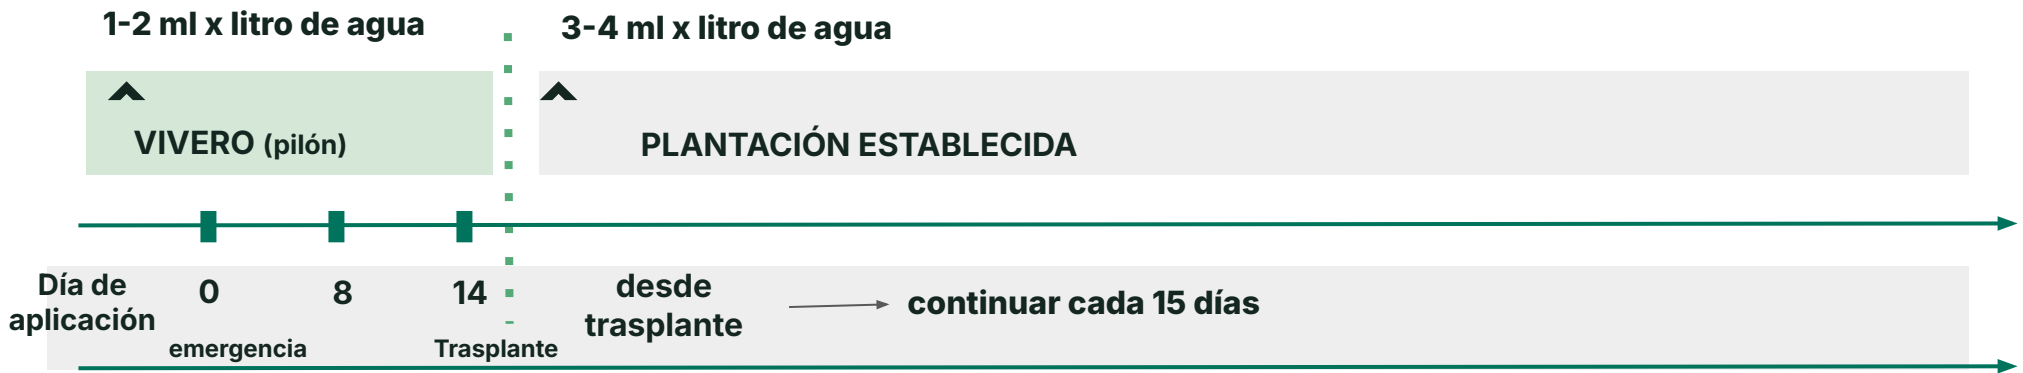 1-2 ml x litro de agua
3-4 ml x litro de agua
VIVERO (pilón)
PLANTACIÓN ESTABLECIDA
Día de
aplicación
0
8
14
emergencia
Trasplante
desde
trasplante
continuar cada 15 días